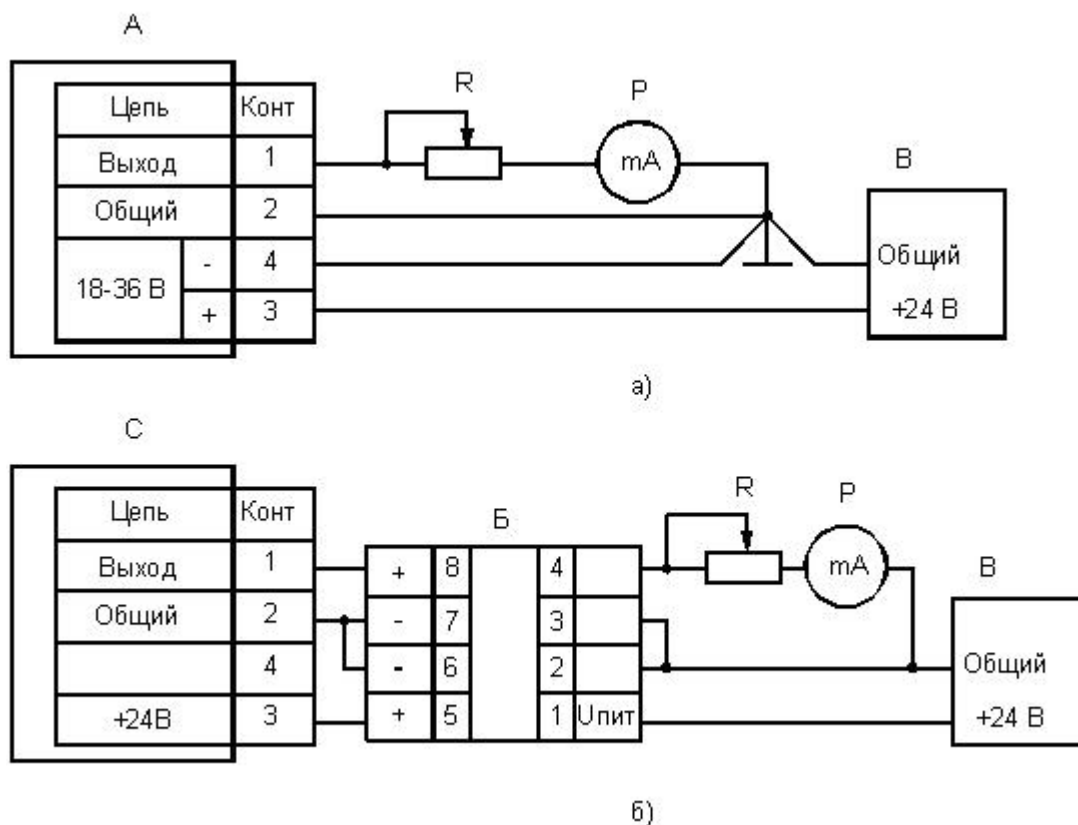 А
R
P
Цепь Конт
mA
Выход 1
В
Общий 2
18-36 В - 4
Общий
+ 3
+24 В
а)
С
R P
Цепь Конт
Б
Выход 1 + 8 4
mA
В
Общий 2 - 7 3
4 - 6 2
Общий
+24В 3 + 5 1 Uпит
+24 В
б)